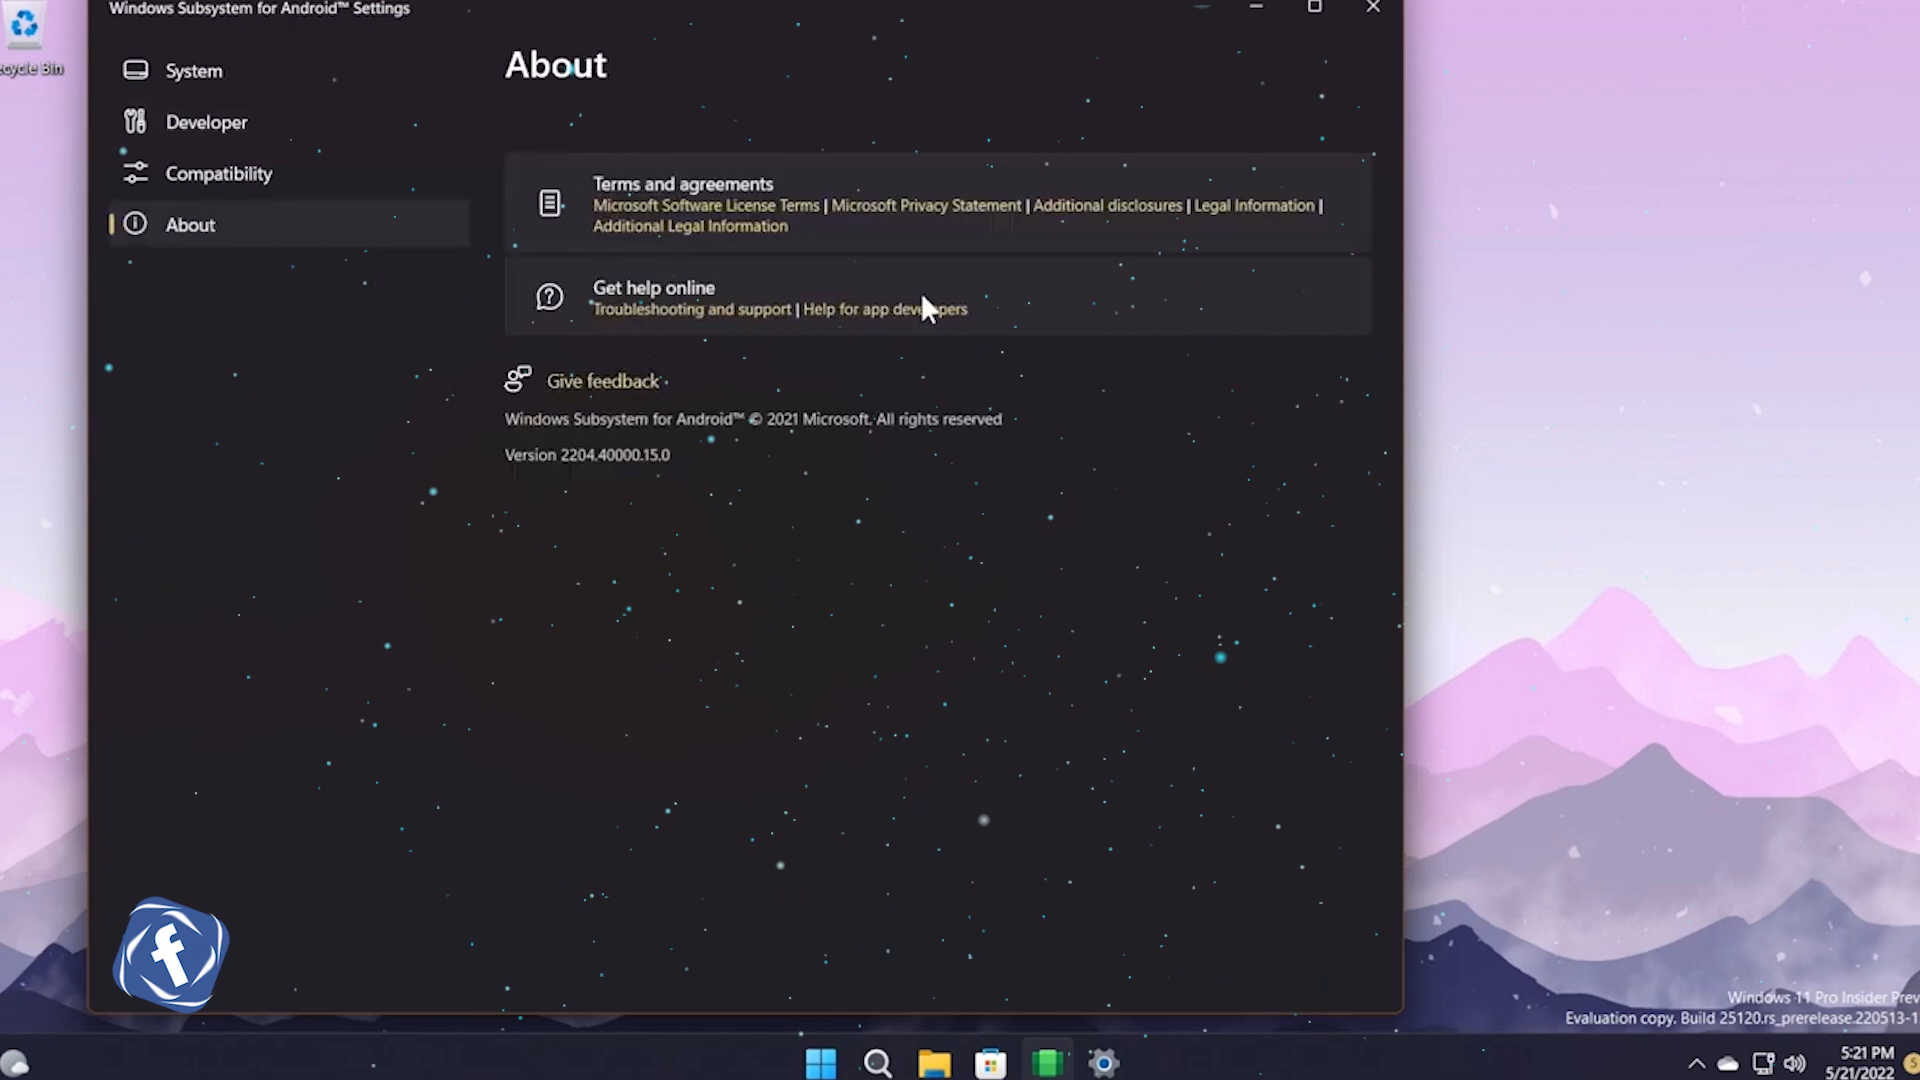 Windows Subsystem for Android™ Settings
System
Developer
Compatibility
About
About
Terms and agreements
Microsoft Software License Terms | Microsoft Privacy Statement | Additional disclosures | Legal Information |
Additional Legal Information
Get help online
Troubleshooting and support | Help for app developers
Give feedback
Windows Subsystem for Android™ © 2021 Microsoft. All rights reserved
Version 2204.40000.15.0
ecycle Bin
f
Windows 11 Pro Insider Prev
Evaluation copy. Build 25120.rs_prerelease.220513-1
5:21 PM
5/21/2022
5